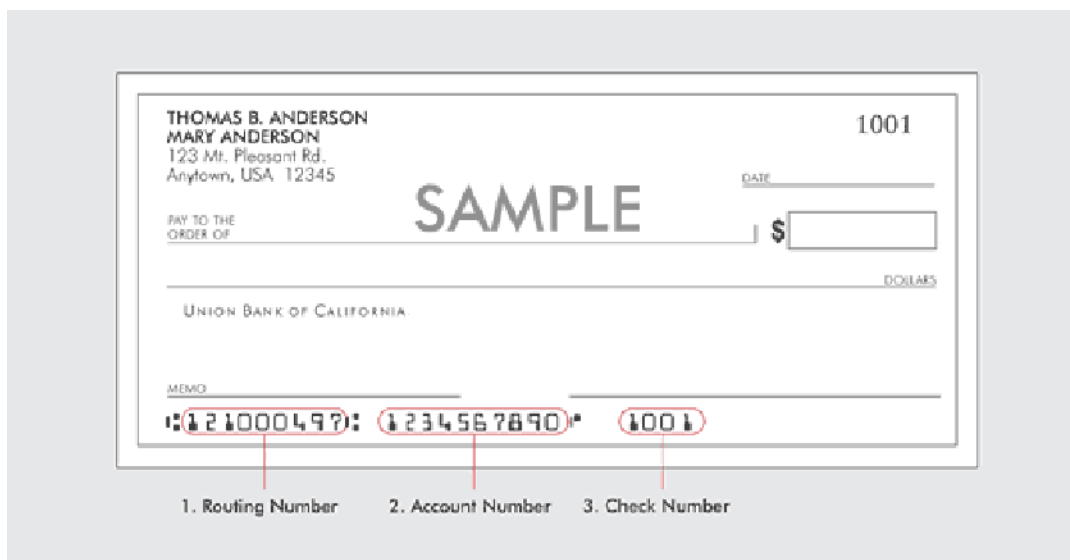 THOMAS B. ANDERSON
MARY ANDERSON
123 Mt. Pleasant Rd.
Anytown, USA 12345
1001
DATE
SAMPLE
PAY TO THE
ORDER OF
$
DOLLARS
UNION BANK OF CALIFORNIA
MEMO
⑆121000497⑆ 1234567890⑈ 1001
1. Routing Number 2. Account Number 3. Check Number